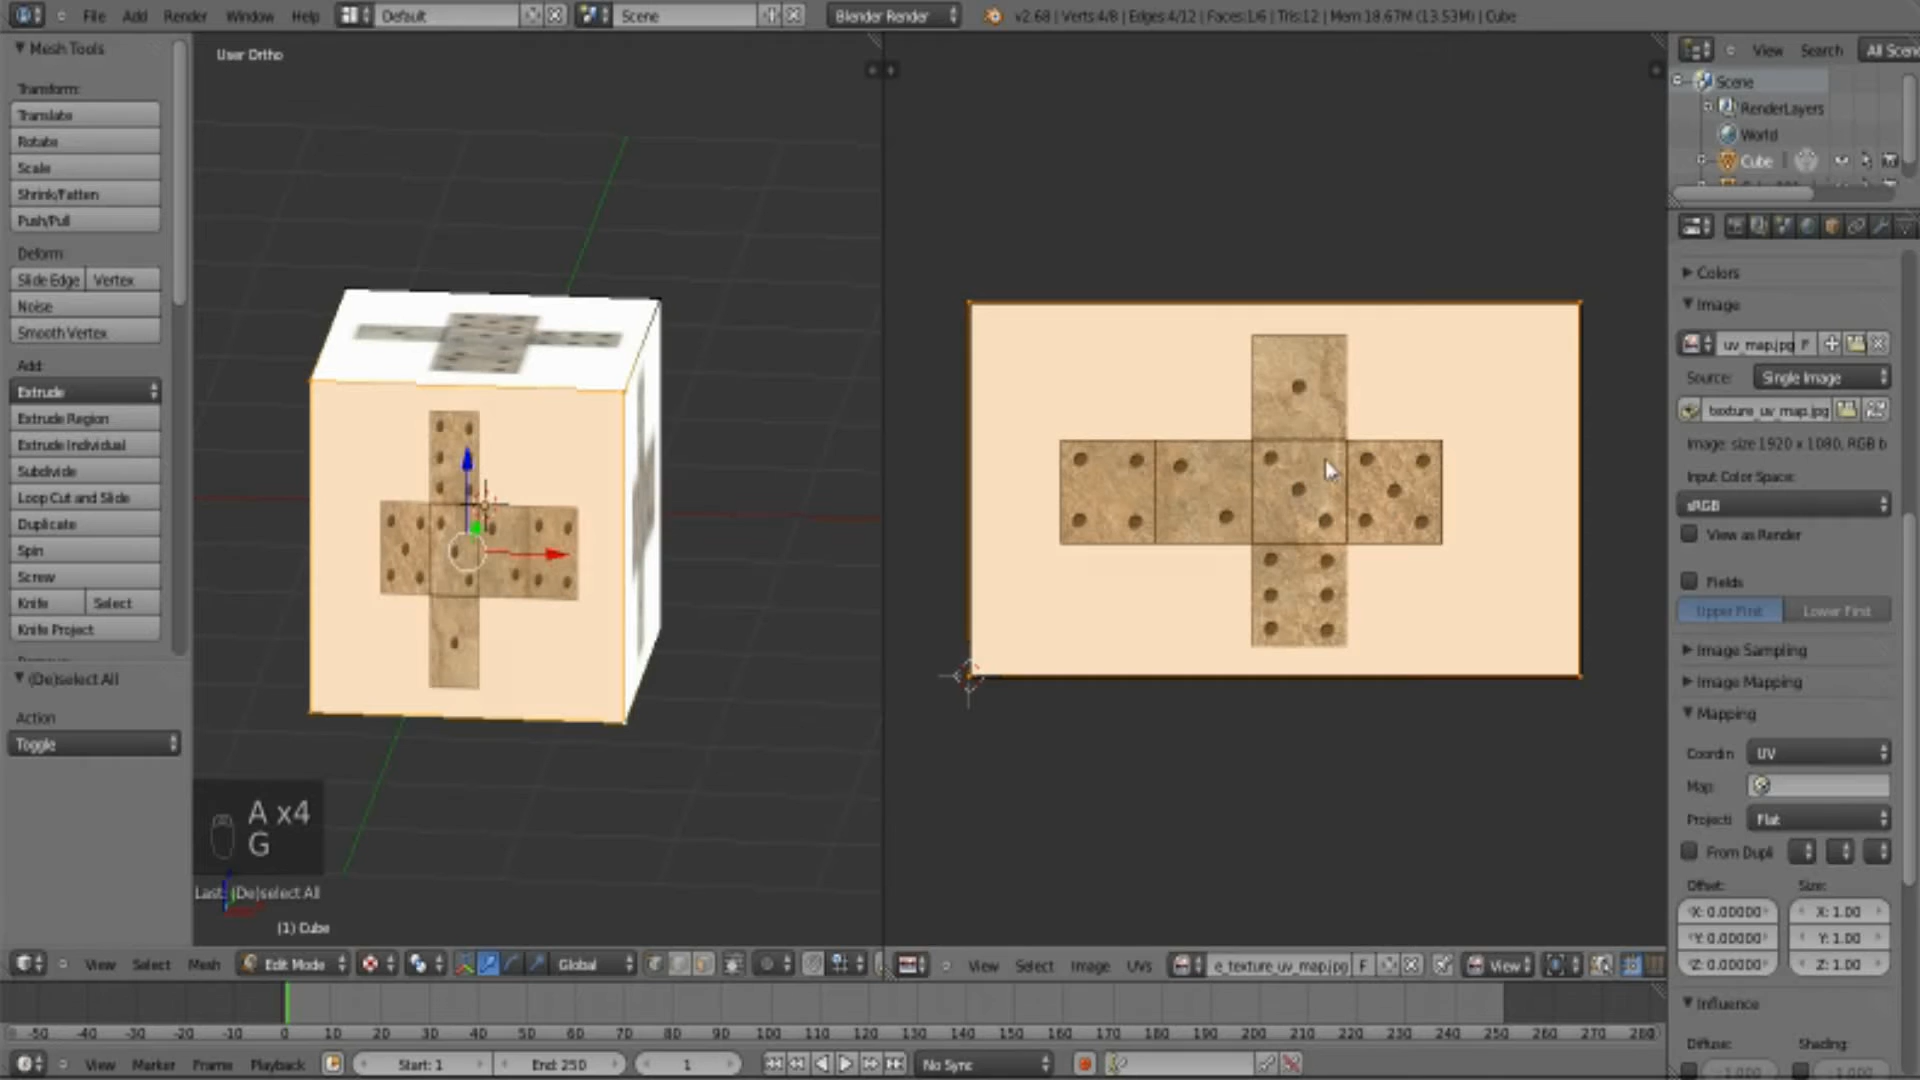 File Add Render Window Help Default Scene Blender Render v2.68 | Verts:4/8 | Edges:4/12 | Faces:1/6 | Tris:12 | Mem:18.67M (13.53M) | Cube
Mesh Tools
Transform:
Translate
Rotate
Scale
Shrink/Fatten
Push/Pull
Deform:
Slide Edge Vertex
Noise
Smooth Vertex
Add:
Extrude
Extrude Region
Extrude Individual
Subdivide
Loop Cut and Slide
Duplicate
Spin
Screw
Knife Select
Knife Project
(De)select All
Action
Toggle
User Ortho
A x4
G
Last: (De)select All
(1) Cube
View Select Mesh Edit Mode Global
View Select Image UVs e_texture_uv_map.jpg F View
View Search All Scen
Scene
RenderLayers
World
Cube
Colors
Image
uv_map.jpg F
Source: Single Image
texture_uv_map.jpg
Image: size 1920 x 1080, RGB b
Input Color Space:
sRGB
View as Render
Fields
Upper First Lower First
Image Sampling
Image Mapping
Mapping
Coordin UV
Map:
Projecti Flat
From Dupli
Offset: Size:
X: 0.00000 X: 1.00
Y: 0.00000 Y: 1.00
Z: 0.00000 Z: 1.00
Influence
Diffuse: Shading:
-50 -40 -30 -20 -10 0 10 20 30 40 50 60 70 80 90 100 110 120 130 140 150 160 170 180 190 200 210 220 230 240 250 260 270 280
View Marker Frame Playback Start: 1 End: 250 1 No Sync